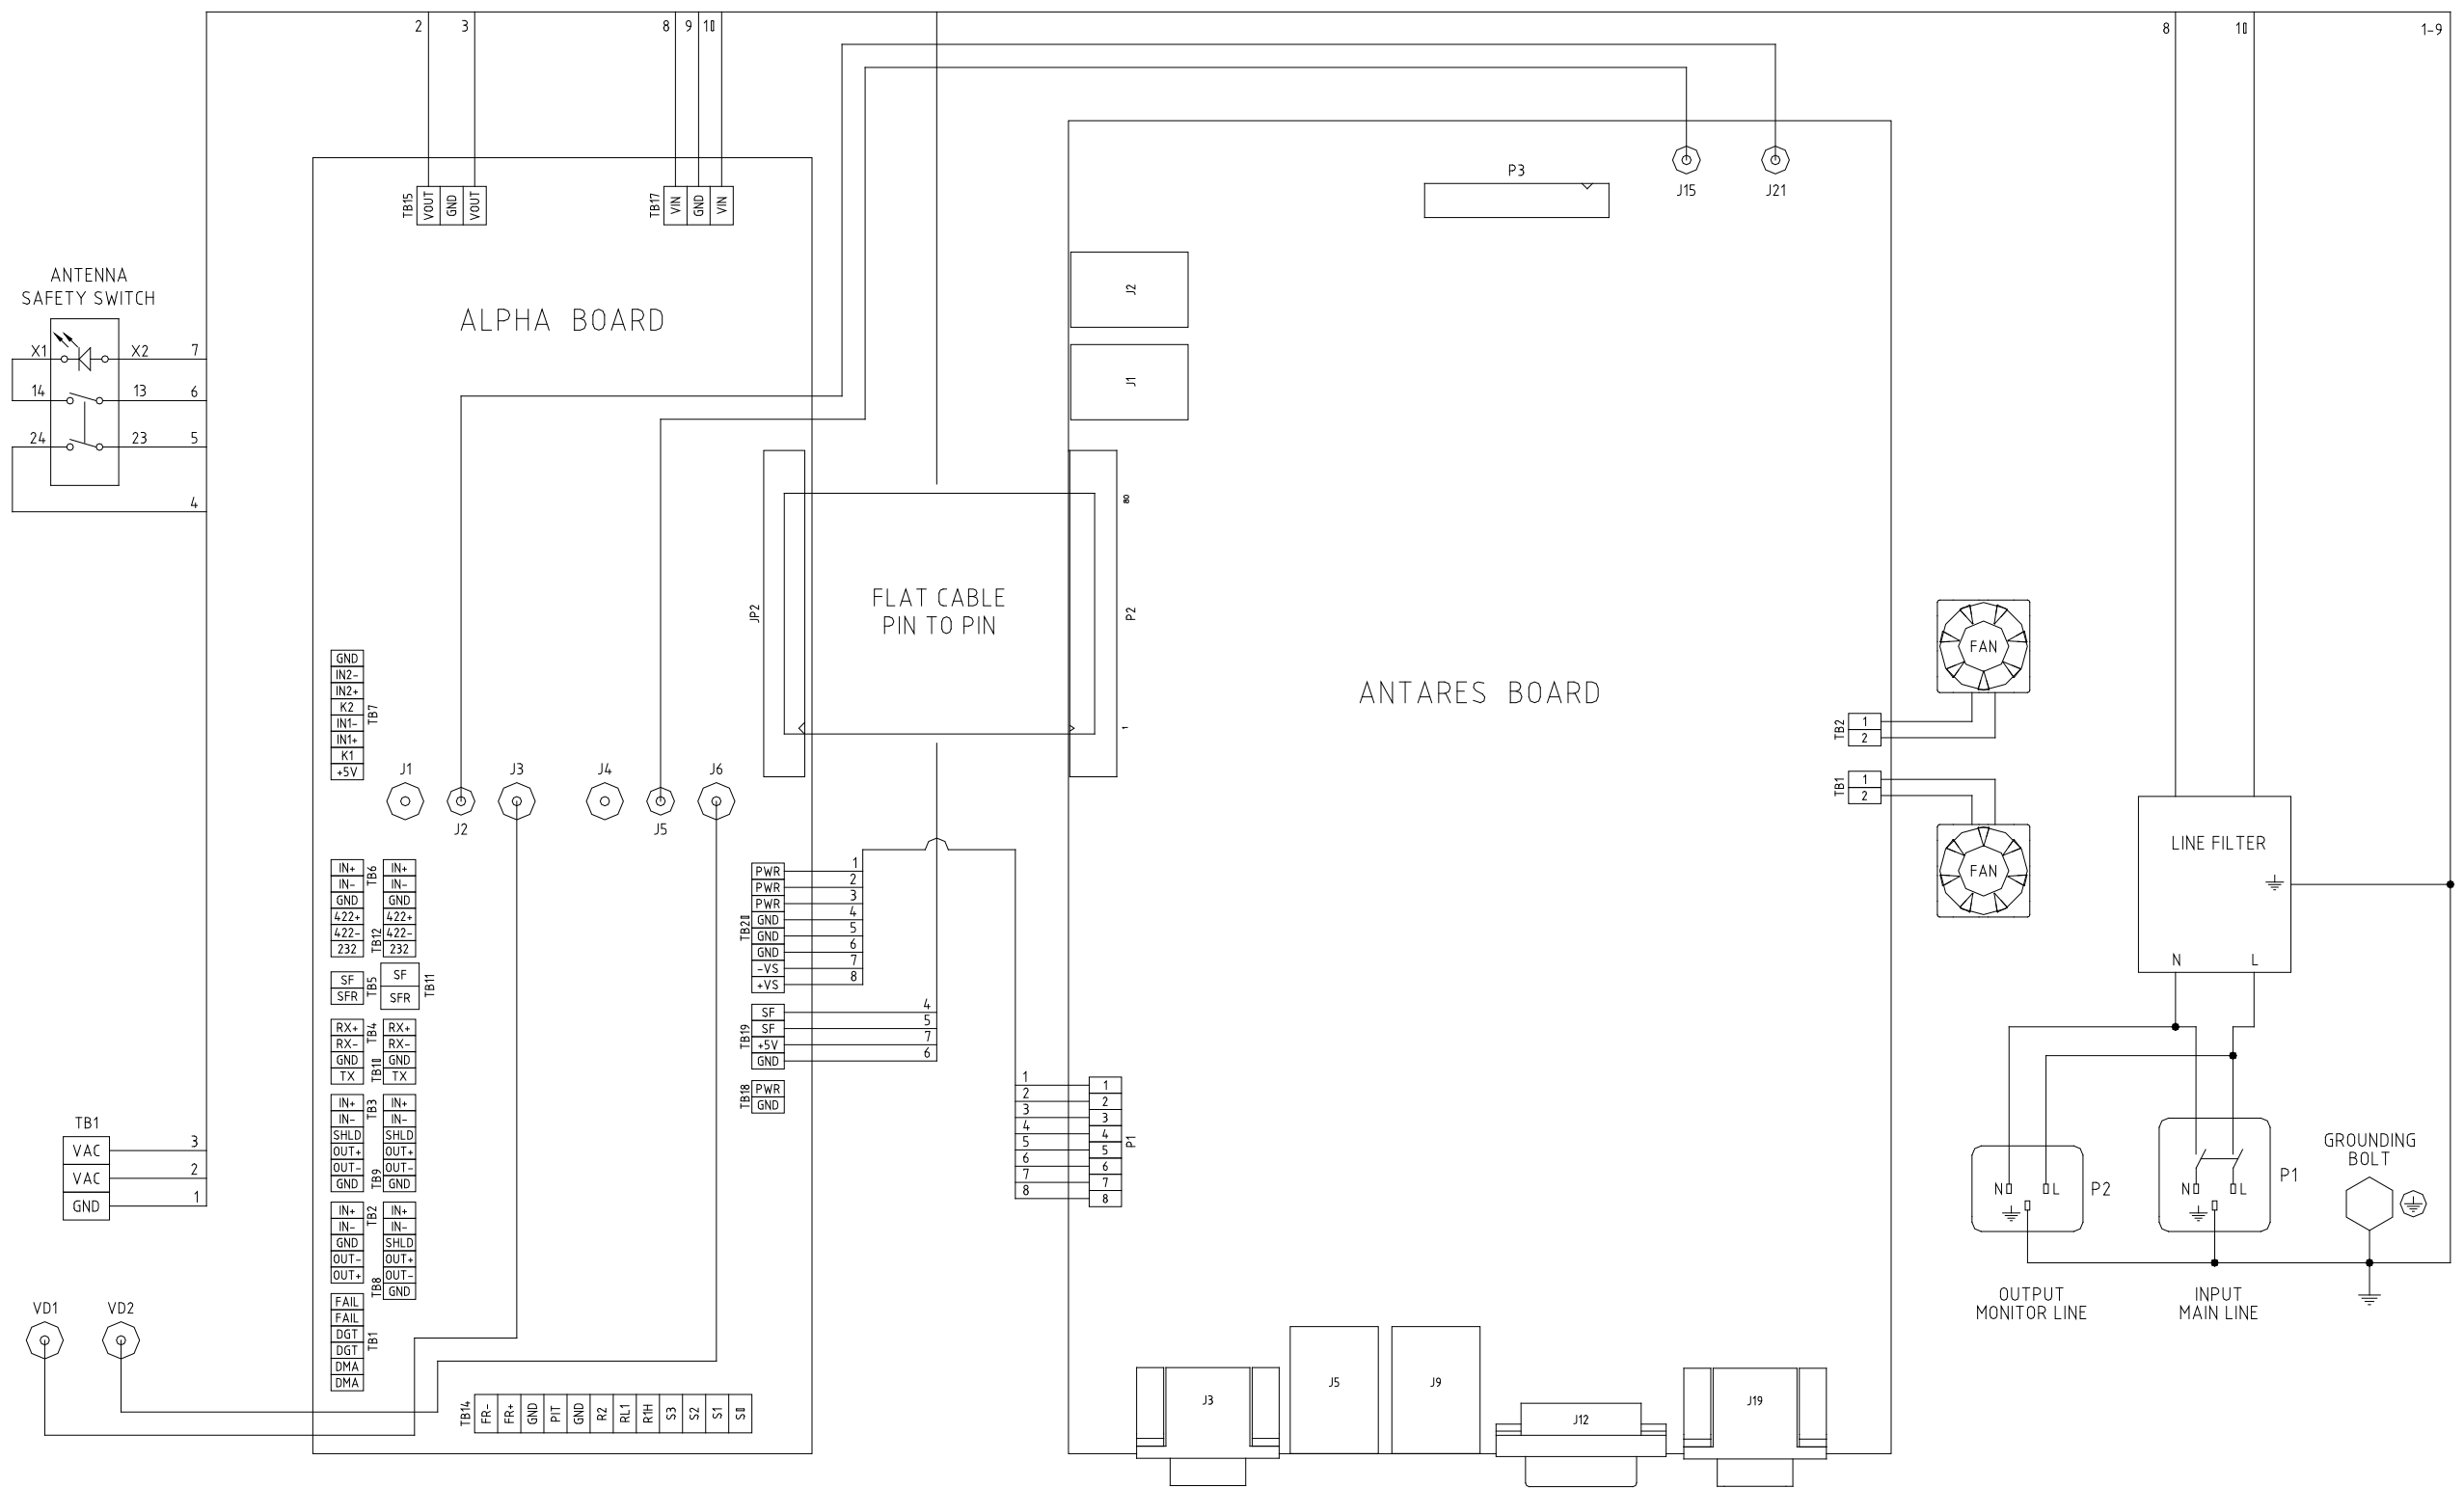 2
3
8
9
10
8
10
1-9
TB15
VOUT
GND
VOUT
TB17
VIN
GND
VIN
P3
J15
J21
ANTENNA
SAFETY SWITCH
X1
X2
7
14
13
6
24
23
5
4
ALPHA BOARD
J2
J1
JP2
FLAT CABLE
PIN TO PIN
80
P2
1
ANTARES BOARD
FAN
TB2
1
2
TB1
1
2
FAN
GND
IN2-
IN2+
K2
IN1-
IN1+
K1
+5V
TB7
J1
J2
J3
J4
J5
J6
IN+
IN-
GND
422+
422-
232
TB6
TB12
IN+
IN-
GND
422+
422-
232
SF
SFR
TB5
SF
SFR
TB11
RX+
RX-
GND
TX
TB4
TB10
RX+
RX-
GND
TX
IN+
IN-
SHLD
OUT+
OUT-
GND
TB3
TB9
IN+
IN-
SHLD
OUT+
OUT-
GND
IN+
IN-
GND
OUT-
OUT+
TB2
TB8
IN+
IN-
SHLD
OUT+
OUT-
GND
FAIL
FAIL
DGT
DGT
DMA
DMA
TB1
TB14
FR-
FR+
GND
PIT
GND
R2
RL1
R1H
S3
S2
S1
S0
TB20
PWR
PWR
PWR
GND
GND
GND
-VS
+VS
1
2
3
4
5
6
7
8
TB19
SF
SF
+5V
GND
4
5
7
6
TB18
PWR
GND
1
2
3
4
5
6
7
8
1
2
3
4
5
6
7
8
P1
TB1
VAC
VAC
GND
3
2
1
VD1
VD2
J3
J5
J9
J12
J19
LINE FILTER
N
L
N
L
P2
N
L
P1
GROUNDING
BOLT
OUTPUT
MONITOR LINE
INPUT
MAIN LINE